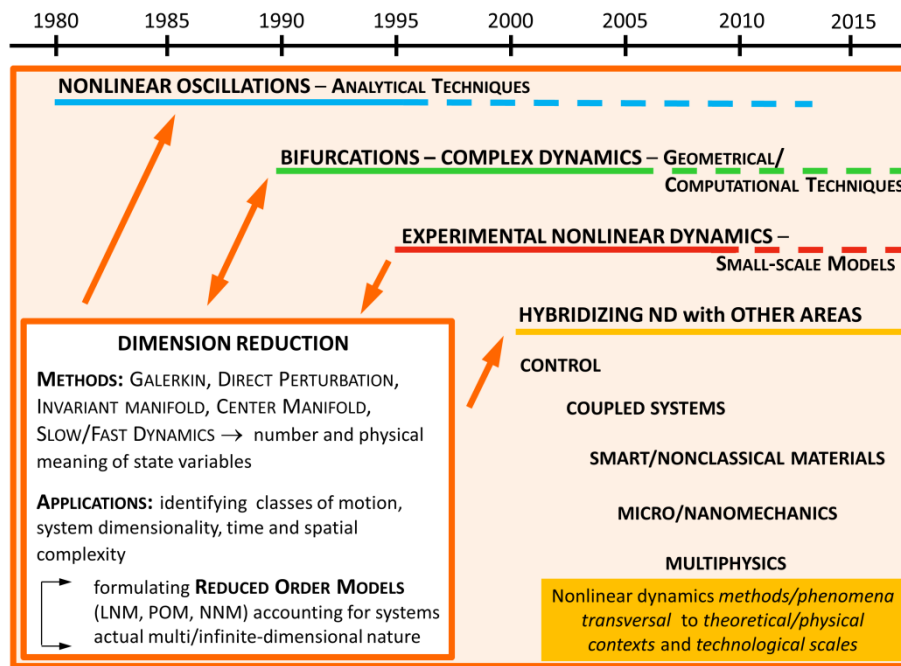 1980 1985 1990 1995 2000 2005 2010 2015
NONLINEAR OSCILLATIONS – ANALYTICAL TECHNIQUES
BIFURCATIONS – COMPLEX DYNAMICS – GEOMETRICAL/
COMPUTATIONAL TECHNIQUES
EXPERIMENTAL NONLINEAR DYNAMICS –
SMALL-SCALE MODELS
HYBRIDIZING ND with OTHER AREAS
CONTROL
COUPLED SYSTEMS
SMART/NONCLASSICAL MATERIALS
MICRO/NANOMECHANICS
MULTIPHYSICS
Nonlinear dynamics methods/phenomena
transversal to theoretical/physical
contexts and technological scales
DIMENSION REDUCTION
METHODS: GALERKIN, DIRECT PERTURBATION,
INVARIANT MANIFOLD, CENTER MANIFOLD,
SLOW/FAST DYNAMICS → number and physical
meaning of state variables
APPLICATIONS: identifying classes of motion,
system dimensionality, time and spatial
complexity
formulating REDUCED ORDER MODELS
(LNM, POM, NNM) accounting for systems
actual multi/infinite-dimensional nature